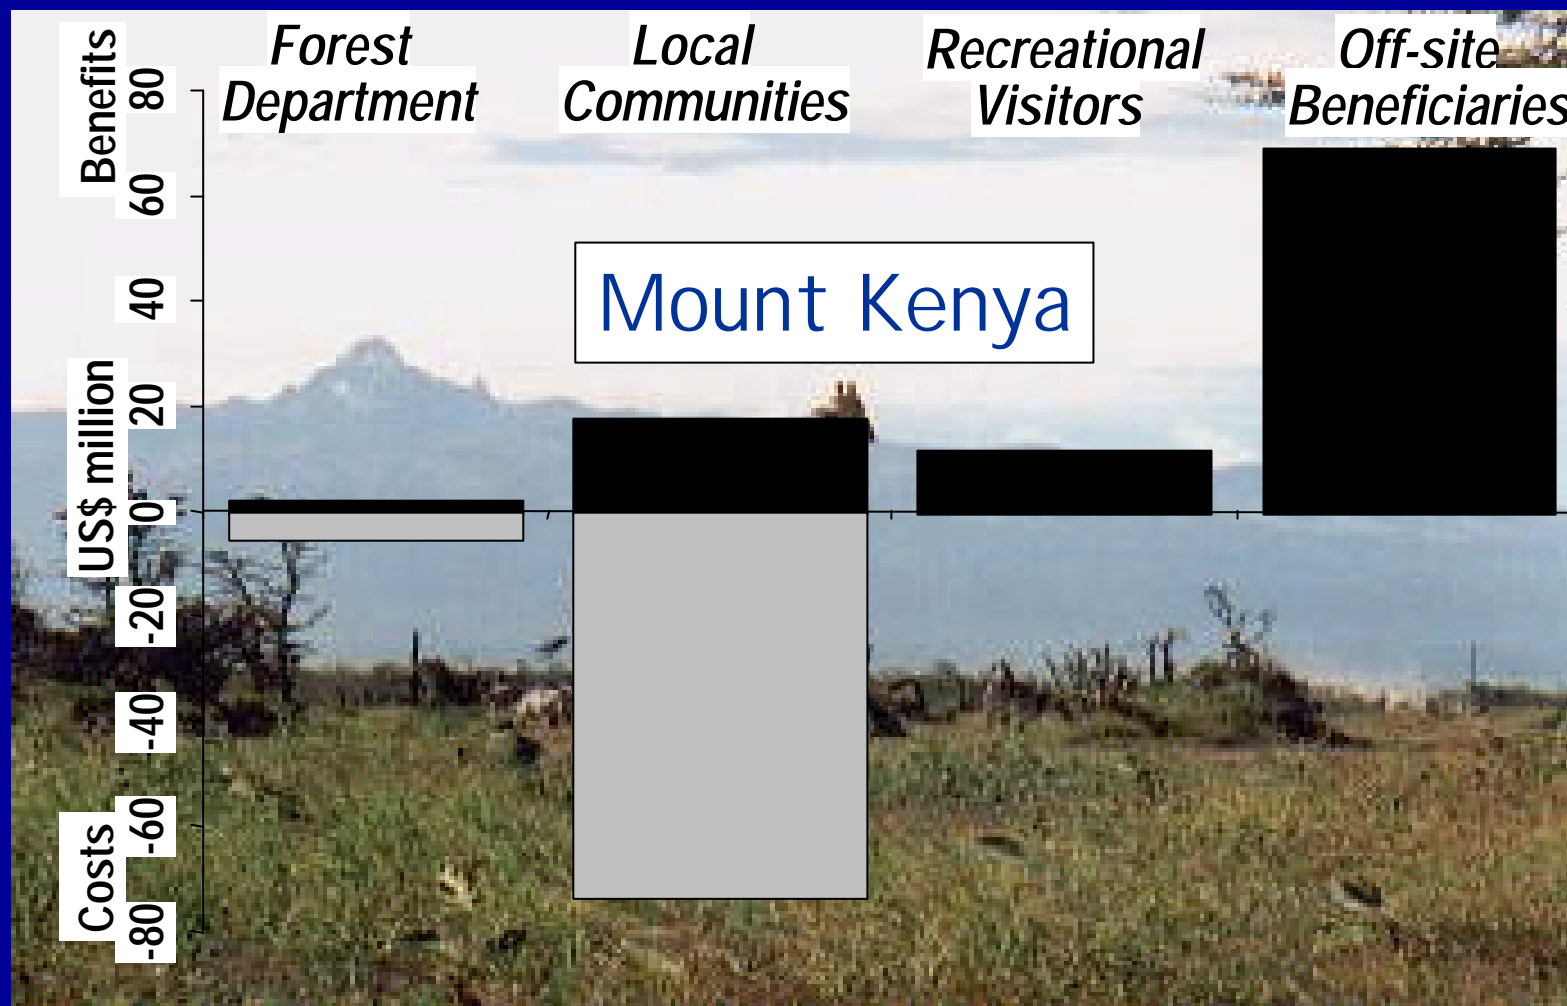 Forest
Department
Local
Communities
Recreational
Visitors
Off-site
Beneficiaries
Benefits
US$ million
Costs
80
60
40
20
0
-20
-40
-60
-80
Mount Kenya